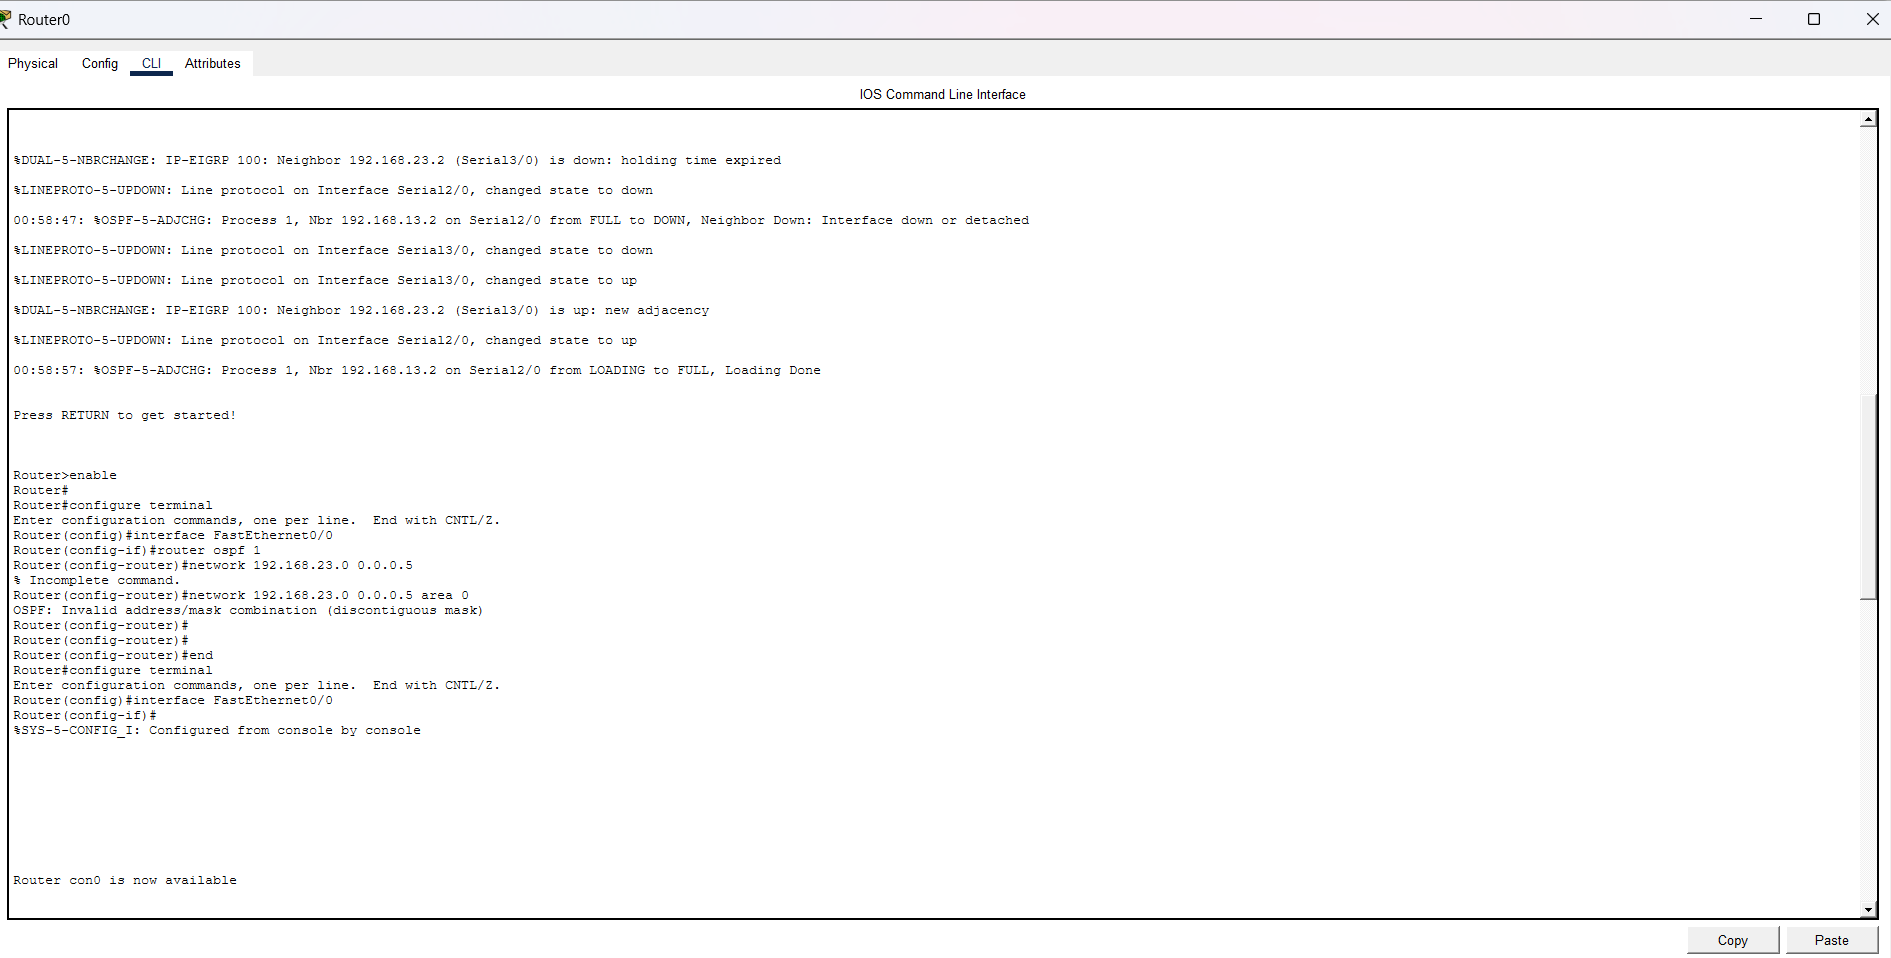 Router0
Physical Config CLI Attributes
IOS Command Line Interface
%DUAL-5-NBRCHANGE: IP-EIGRP 100: Neighbor 192.168.23.2 (Serial3/0) is down: holding time expired
%LINEPROTO-5-UPDOWN: Line protocol on Interface Serial2/0, changed state to down
00:58:47: %OSPF-5-ADJCHG: Process 1, Nbr 192.168.13.2 on Serial2/0 from FULL to DOWN, Neighbor Down: Interface down or detached
%LINEPROTO-5-UPDOWN: Line protocol on Interface Serial3/0, changed state to down
%LINEPROTO-5-UPDOWN: Line protocol on Interface Serial3/0, changed state to up
%DUAL-5-NBRCHANGE: IP-EIGRP 100: Neighbor 192.168.23.2 (Serial3/0) is up: new adjacency
%LINEPROTO-5-UPDOWN: Line protocol on Interface Serial2/0, changed state to up
00:58:57: %OSPF-5-ADJCHG: Process 1, Nbr 192.168.13.2 on Serial2/0 from LOADING to FULL, Loading Done
Press RETURN to get started!
Router>enable
Router#
Router#configure terminal
Enter configuration commands, one per line.  End with CNTL/Z.
Router(config)#interface FastEthernet0/0
Router(config-if)#router ospf 1
Router(config-router)#network 192.168.23.0 0.0.0.5
% Incomplete command.
Router(config-router)#network 192.168.23.0 0.0.0.5 area 0
OSPF: Invalid address/mask combination (discontiguous mask)
Router(config-router)#
Router(config-router)#
Router(config-router)#end
Router#configure terminal
Enter configuration commands, one per line.  End with CNTL/Z.
Router(config)#interface FastEthernet0/0
Router(config-if)#
%SYS-5-CONFIG_I: Configured from console by console
Router con0 is now available
Copy Paste